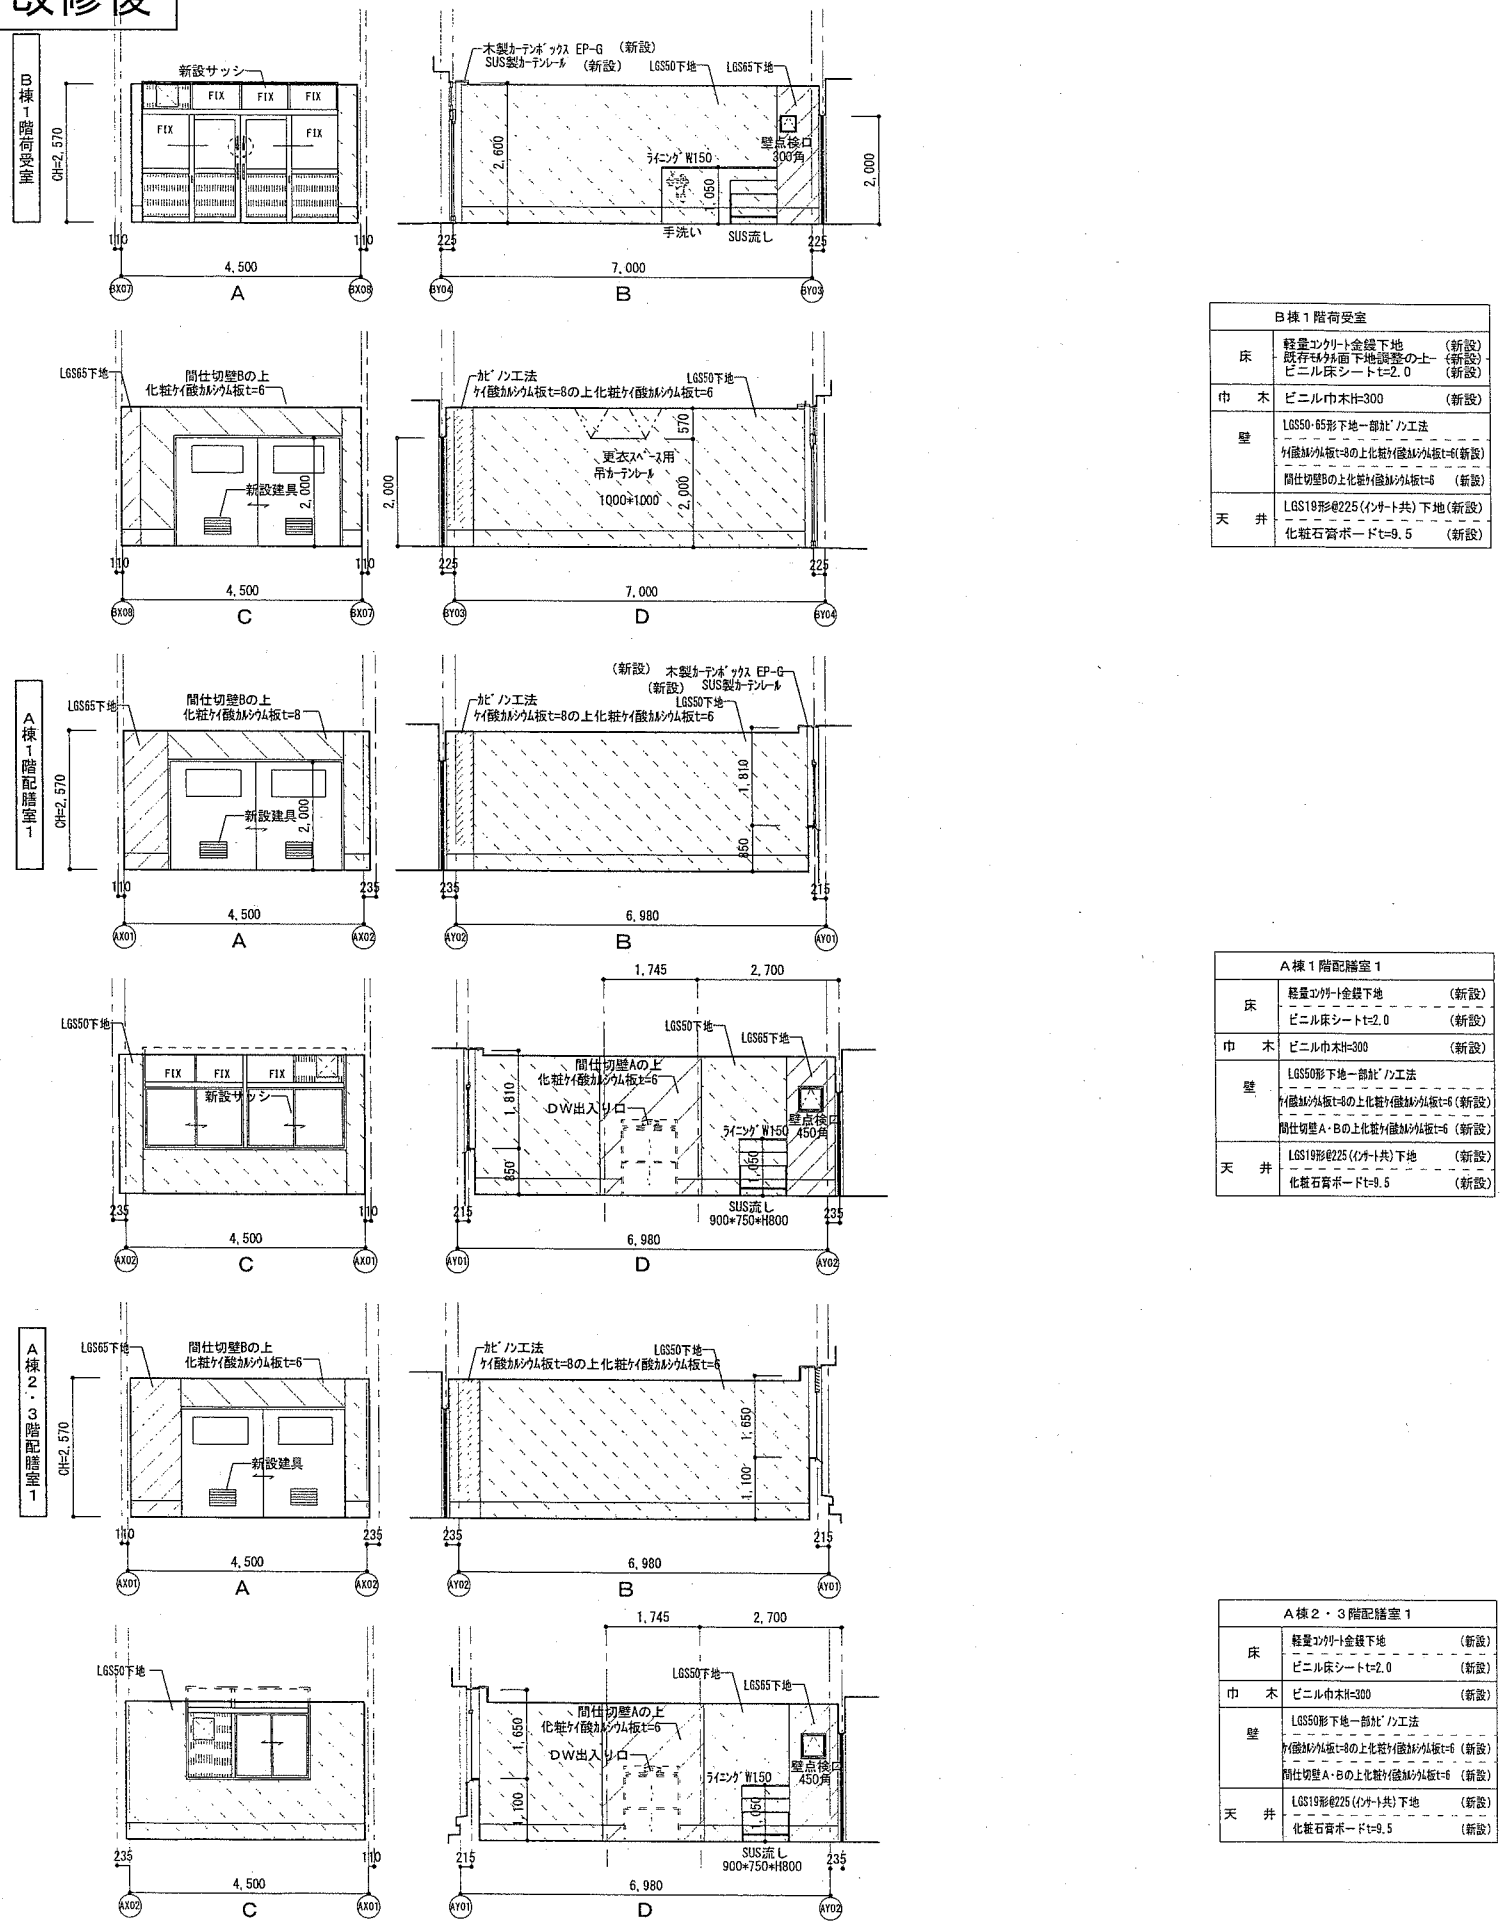 改修後
B棟1階荷受室
CH=2,570
新設サッシ
FIX
FIX
FIX
FIX
FIX
110
110
4,500
BX07
A
BX08
木製ｶｰﾃﾝﾎﾞｯｸｽ EP-G (新設)
SUS製ｶｰﾃﾝﾚｰﾙ (新設)
LGS50下地
LGS65下地
2,600
壁点検口
300角
ﾗｲﾆﾝｸﾞW150
1,050
2,000
手洗い
SUS流し
225
225
7,000
BY04
B
BY03
LGS65下地
間仕切壁Bの上
化粧ｹｲ酸ｶﾙｼｳﾑ板t=6
新設建具
2,000
110
110
4,500
BX08
C
BX07
ｶﾋﾞﾉﾝ工法
ｹｲ酸ｶﾙｼｳﾑ板t=8の上化粧ｹｲ酸ｶﾙｼｳﾑ板t=6
LGS50下地
570
更衣ｽﾍﾟｰｽ用
吊ｶｰﾃﾝﾚｰﾙ
1000*1000
2,000
2,000
225
225
7,000
BY03
D
BY04
B棟1階荷受室
床
軽量ｺﾝｸﾘｰﾄ金鏝下地 (新設)
既存ﾓﾙﾀﾙ面下地調整の上 (新設)
ビニル床シートt=2.0 (新設)
巾木
ビニル巾木H=300 (新設)
壁
LGS50・65形下地一部ｶﾋﾞﾉﾝ工法
ｹｲ酸ｶﾙｼｳﾑ板t=8の上化粧ｹｲ酸ｶﾙｼｳﾑ板t=6(新設)
間仕切壁Bの上化粧ｹｲ酸ｶﾙｼｳﾑ板t=6 (新設)
天井
LGS19形@225(ｲﾝｻｰﾄ共)下地(新設)
化粧石膏ボードt=9.5 (新設)
A棟1階配膳室1
CH=2,570
LGS65下地
間仕切壁Bの上
化粧ｹｲ酸ｶﾙｼｳﾑ板t=8
新設建具
2,000
110
235
4,500
AX01
A
AX02
(新設) 木製ｶｰﾃﾝﾎﾞｯｸｽ EP-G
(新設) SUS製ｶｰﾃﾝﾚｰﾙ
ｶﾋﾞﾉﾝ工法
LGS50下地
ｹｲ酸ｶﾙｼｳﾑ板t=8の上化粧ｹｲ酸ｶﾙｼｳﾑ板t=6
1,810
850
235
215
6,980
AY02
B
AY01
LGS50下地
FIX
FIX
FIX
新設サッシ
235
110
4,500
AX02
C
AX01
1,745
2,700
LGS50下地
LGS65下地
間仕切壁Aの上
化粧ｹｲ酸ｶﾙｼｳﾑ板t=6
1,810
DW出入り口
ﾗｲﾆﾝｸﾞW150
壁点検口
450角
850
1,050
SUS流し
900*750*H800
215
235
6,980
AY01
D
AY02
A棟1階配膳室1
床
軽量ｺﾝｸﾘｰﾄ金鏝下地 (新設)
ビニル床シートt=2.0 (新設)
巾木
ビニル巾木H=300 (新設)
壁
LGS50形下地一部ｶﾋﾞﾉﾝ工法
ｹｲ酸ｶﾙｼｳﾑ板t=8の上化粧ｹｲ酸ｶﾙｼｳﾑ板t=6 (新設)
間仕切壁A・Bの上化粧ｹｲ酸ｶﾙｼｳﾑ板t=6 (新設)
天井
LGS19形@225(ｲﾝｻｰﾄ共)下地 (新設)
化粧石膏ボードt=9.5 (新設)
A棟2・3階配膳室1
CH=2,570
LGS65下地
間仕切壁Bの上
化粧ｹｲ酸ｶﾙｼｳﾑ板t=6
新設建具
110
235
4,500
AX01
A
AX02
ｶﾋﾞﾉﾝ工法
LGS50下地
ｹｲ酸ｶﾙｼｳﾑ板t=8の上化粧ｹｲ酸ｶﾙｼｳﾑ板t=6
1,650
1,100
235
215
6,980
AY02
B
AY01
LGS50下地
235
110
4,500
AX02
C
AX01
1,745
2,700
LGS50下地
LGS65下地
間仕切壁Aの上
化粧ｹｲ酸ｶﾙｼｳﾑ板t=6
1,650
DW出入り口
ﾗｲﾆﾝｸﾞW150
壁点検口
450角
1,100
1,050
SUS流し
900*750*H800
215
235
6,980
AY01
D
AY02
A棟2・3階配膳室1
床
軽量ｺﾝｸﾘｰﾄ金鏝下地 (新設)
ビニル床シートt=2.0 (新設)
巾木
ビニル巾木H=300 (新設)
壁
LGS50形下地一部ｶﾋﾞﾉﾝ工法
ｹｲ酸ｶﾙｼｳﾑ板t=8の上化粧ｹｲ酸ｶﾙｼｳﾑ板t=6 (新設)
間仕切壁A・Bの上化粧ｹｲ酸ｶﾙｼｳﾑ板t=6 (新設)
天井
LGS19形@225(ｲﾝｻｰﾄ共)下地 (新設)
化粧石膏ボードt=9.5 (新設)